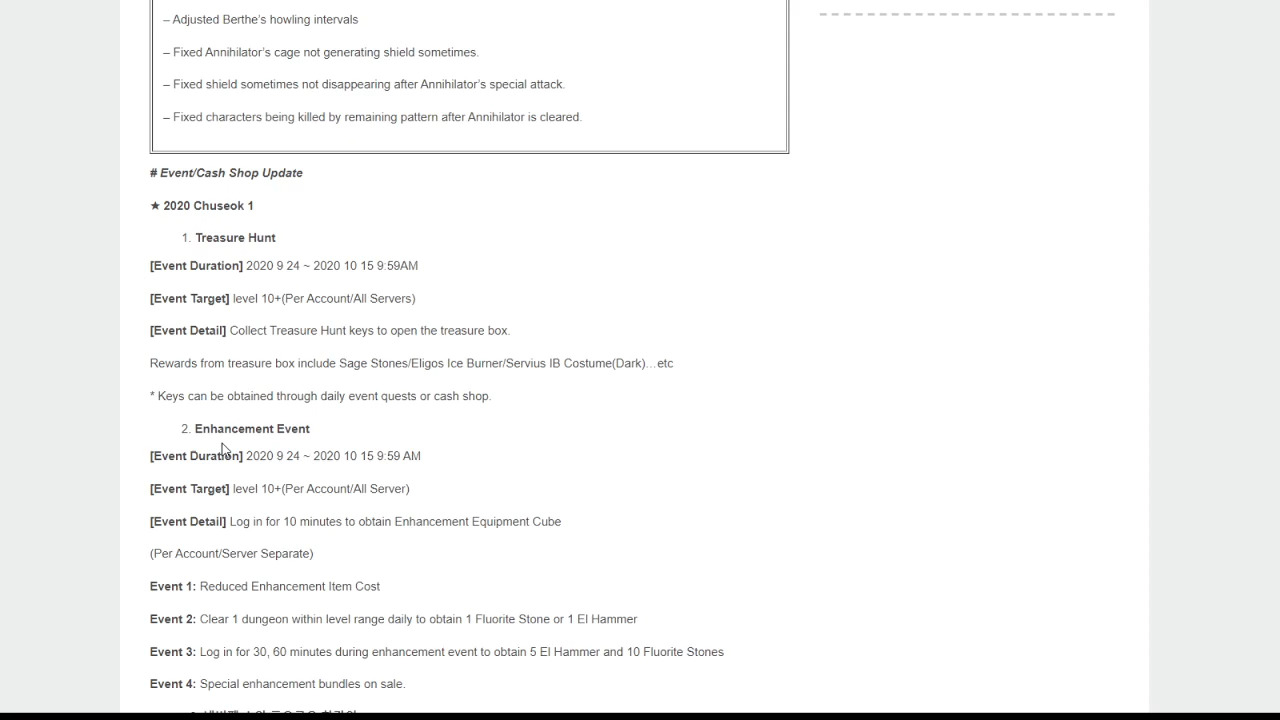 – Adjusted Berthe’s howling intervals
– Fixed Annihilator’s cage not generating shield sometimes.
– Fixed shield sometimes not disappearing after Annihilator’s special attack.
– Fixed characters being killed by remaining pattern after Annihilator is cleared.
# Event/Cash Shop Update
★ 2020 Chuseok 1
1. Treasure Hunt
[Event Duration] 2020 9 24 ~ 2020 10 15 9:59AM
[Event Target] level 10+(Per Account/All Servers)
[Event Detail] Collect Treasure Hunt keys to open the treasure box.
Rewards from treasure box include Sage Stones/Eligos Ice Burner/Servius IB Costume(Dark)…etc
* Keys can be obtained through daily event quests or cash shop.
2. Enhancement Event
[Event Duration] 2020 9 24 ~ 2020 10 15 9:59 AM
[Event Target] level 10+(Per Account/All Server)
[Event Detail] Log in for 10 minutes to obtain Enhancement Equipment Cube
(Per Account/Server Separate)
Event 1: Reduced Enhancement Item Cost
Event 2: Clear 1 dungeon within level range daily to obtain 1 Fluorite Stone or 1 El Hammer
Event 3: Log in for 30, 60 minutes during enhancement event to obtain 5 El Hammer and 10 Fluorite Stones
Event 4: Special enhancement bundles on sale.